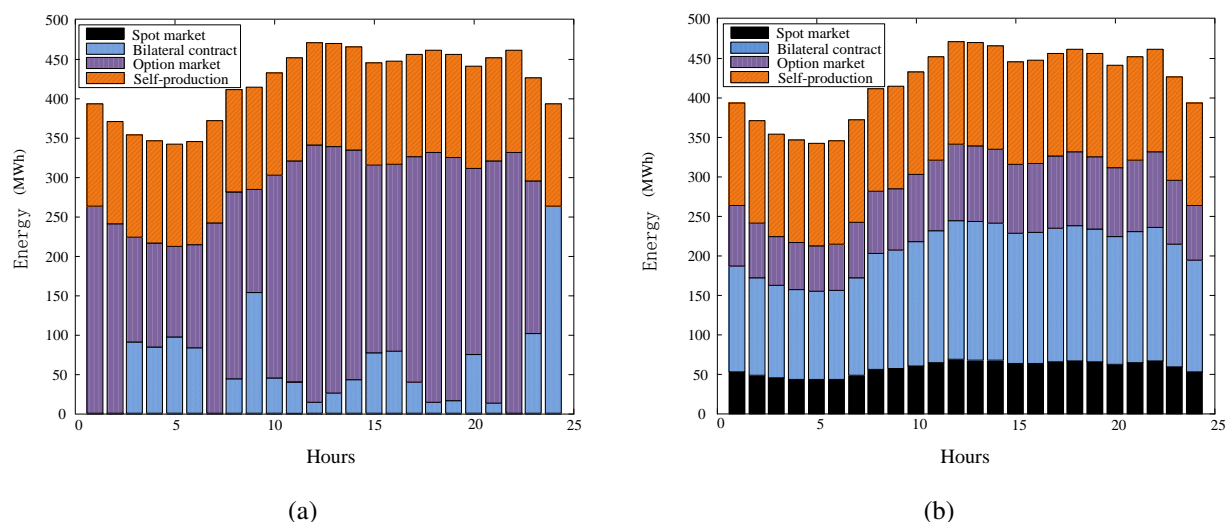 500
450
400
350
300
250
200
150
100
50
0
Energy (MWh)
Spot market
Bilateral contract
Option market
Self-production
0 5 10 15 20 25
Hours
(a)
500
450
400
350
300
250
200
150
100
50
0
Energy (MWh)
Spot market
Bilateral contract
Option market
Self-production
0 5 10 15 20 25
Hours
(b)